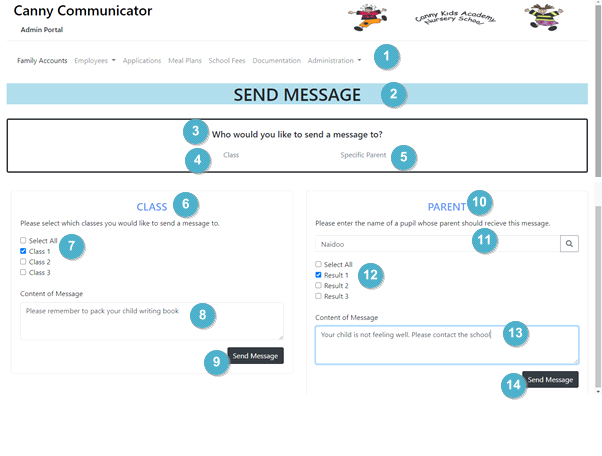 Canny Communicator
Admin Portal
Canny Kids Academy
Nursery School
Family Accounts Employees Applications Meal Plans School Fees Documentation Administration 1
SEND MESSAGE 2
3 Who would you like to send a message to?
4 Class Specific Parent 5
CLASS 6
Please select which classes you would like to send a message to.
Select All
7
Class 1
Class 2
Class 3
Content of Message
Please remember to pack your child writing book 8
9 Send Message
PARENT 10
Please enter the name of a pupil whose parent should recieve this message.
Naidoo 11
Select All
Result 1 12
Result 2
Result 3
Content of Message
Your child is not feeling well. Please contact the school 13
14 Send Message